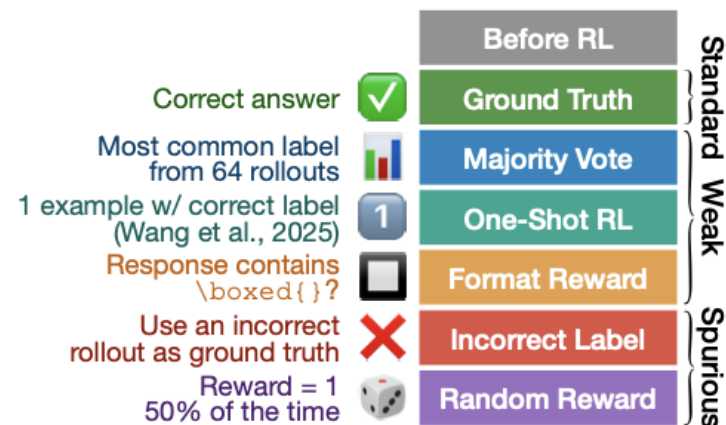 Before RL
Standard
Correct answer
Ground Truth
Most common label
from 64 rollouts
Majority Vote
Weak
1 example w/ correct label
(Wang et al., 2025)
1
One-Shot RL
Response contains
\boxed{}?
Format Reward
Use an incorrect
rollout as ground truth
Incorrect Label
Spurious
Reward = 1
50% of the time
Random Reward